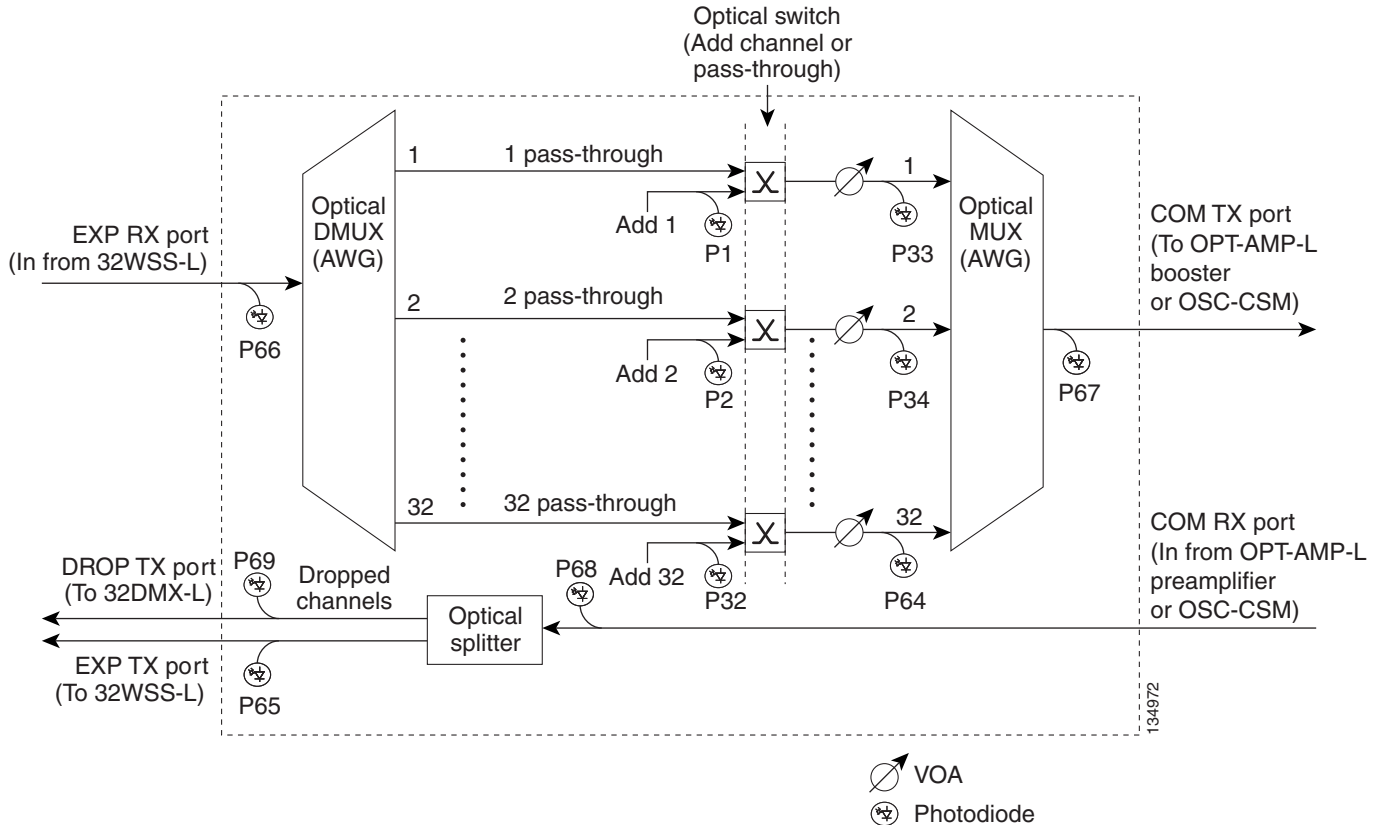 Optical switch
(Add channel or
pass-through)
1
1 pass-through
1
Optical
DMUX
(AWG)
Add 1
P1
P33
Optical
MUX
(AWG)
COM TX port
(To OPT-AMP-L
booster
or OSC-CSM)
EXP RX port
(In from 32WSS-L)
P66
2
2 pass-through
2
Add 2
P2
P34
P67
32
32 pass-through
32
Add 32
P32
P64
COM RX port
(In from OPT-AMP-L
preamplifier
or OSC-CSM)
DROP TX port
(To 32DMX-L)
P69
Dropped
channels
P68
Optical
splitter
EXP TX port
(To 32WSS-L)
P65
134972
VOA
Photodiode